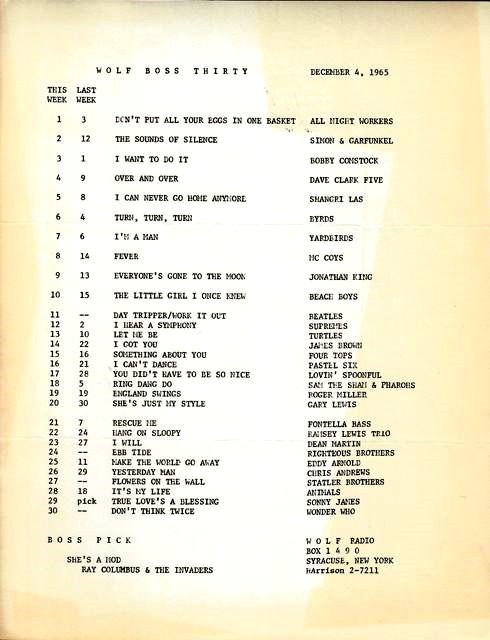 WOLF BOSS THIRTY DECEMBER 4, 1965
THIS LAST
WEEK WEEK
1 3 DON'T PUT ALL YOUR EGGS IN ONE BASKET ALL NIGHT WORKERS
2 12 THE SOUNDS OF SILENCE SIMON & GARFUNKEL
3 1 I WANT TO DO IT BOBBY COMSTOCK
4 9 OVER AND OVER DAVE CLARK FIVE
5 8 I CAN NEVER GO HOME ANYMORE SHANGRI LAS
6 4 TURN, TURN, TURN BYRDS
7 6 I'M A MAN YARDBIRDS
8 14 FEVER MC COYS
9 13 EVERYONE'S GONE TO THE MOON JONATHAN KING
10 15 THE LITTLE GIRL I ONCE KNEW BEACH BOYS
11 -- DAY TRIPPER/WORK IT OUT BEATLES
12 2 I HEAR A SYMPHONY SUPREMES
13 10 LET ME BE TURTLES
14 22 I GOT YOU JAMES BROWN
15 16 SOMETHING ABOUT YOU FOUR TOPS
16 21 I CAN'T DANCE PASTEL SIX
17 28 YOU DID'T HAVE TO BE SO NICE LOVIN' SPOONFUL
18 5 RING DANG DO SAM THE SHAM & PHAROHS
19 19 ENGLAND SWINGS ROGER MILLER
20 30 SHE'S JUST MY STYLE GARY LEWIS
21 7 RESCUE ME FONTELLA BASS
22 24 HANG ON SLOOPY RAMSEY LEWIS TRIO
23 27 I WILL DEAN MARTIN
24 -- EBB TIDE RIGHTEOUS BROTHERS
25 11 MAKE THE WORLD GO AWAY EDDY ARNOLD
26 29 YESTERDAY MAN CHRIS ANDREWS
27 -- FLOWERS ON THE WALL STATLER BROTHERS
28 18 IT'S MY LIFE ANIMALS
29 pick TRUE LOVE'S A BLESSING SONNY JAMES
30 -- DON'T THINK TWICE WONDER WHO
BOSS PICK WOLF RADIO
BOX 1490
SHE'S A MOD SYRACUSE, NEW YORK
RAY COLUMBUS & THE INVADERS HArrison 2-7211